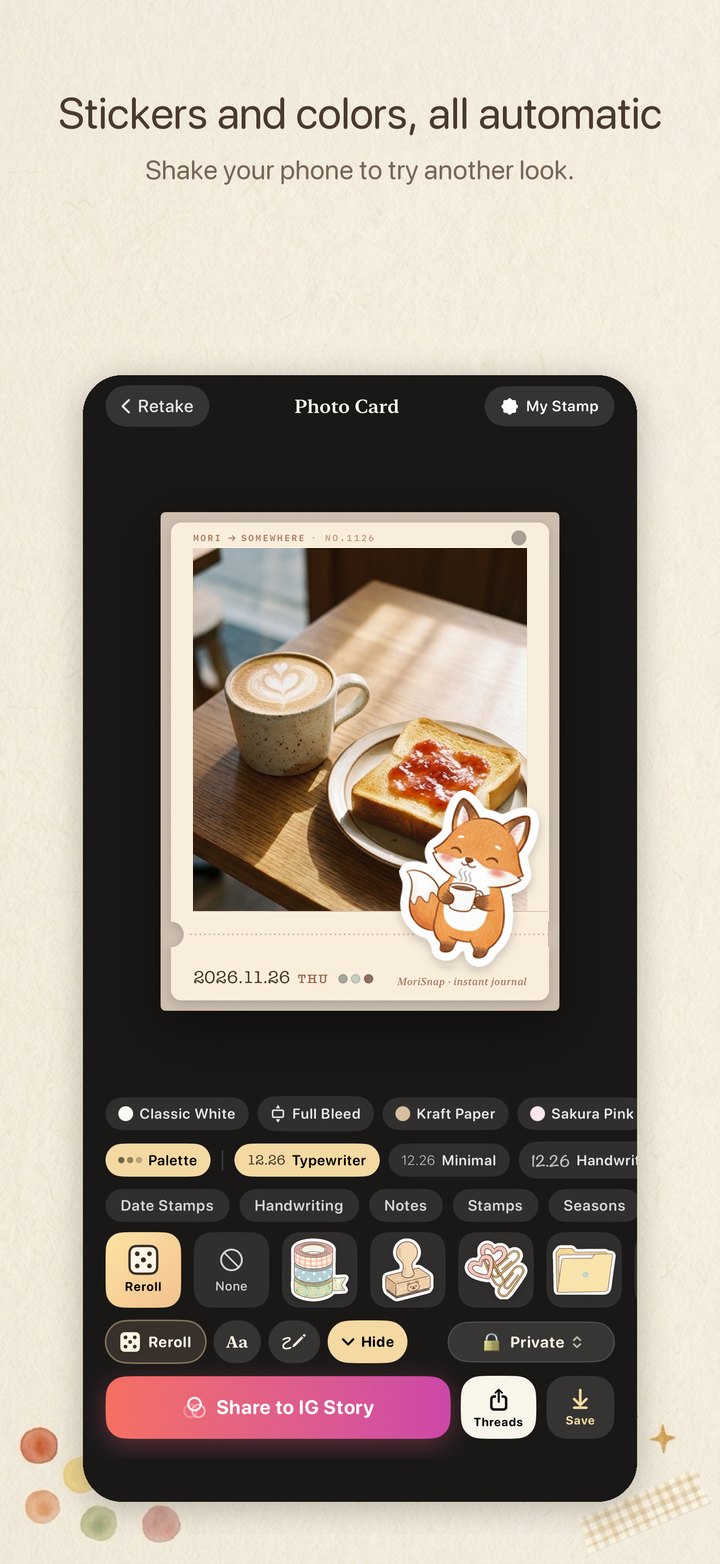 Stickers and colors, all automatic
Shake your phone to try another look.
Retake
Photo Card
My Stamp
MORI → SOMEWHERE · NO.1126
2026.11.26 THU
MoriSnap · instant journal
Classic White
Full Bleed
Kraft Paper
Sakura Pink
Palette
12.26 Typewriter
12.26 Minimal
12.26 Handwrit
Date Stamps
Handwriting
Notes
Stamps
Seasons
Reroll
None
Reroll
Aa
Hide
Private
Share to IG Story
Threads
Save